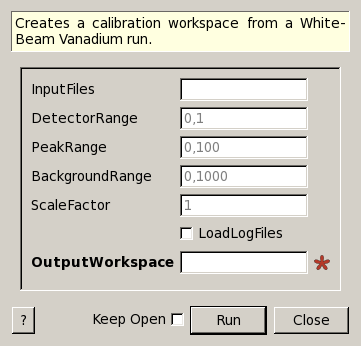 Creates a calibration workspace from a White-
Beam Vanadium run.
InputFiles
DetectorRange 0,1
PeakRange 0,100
BackgroundRange 0,1000
ScaleFactor 1
LoadLogFiles
OutputWorkspace *
? Keep Open Run Close